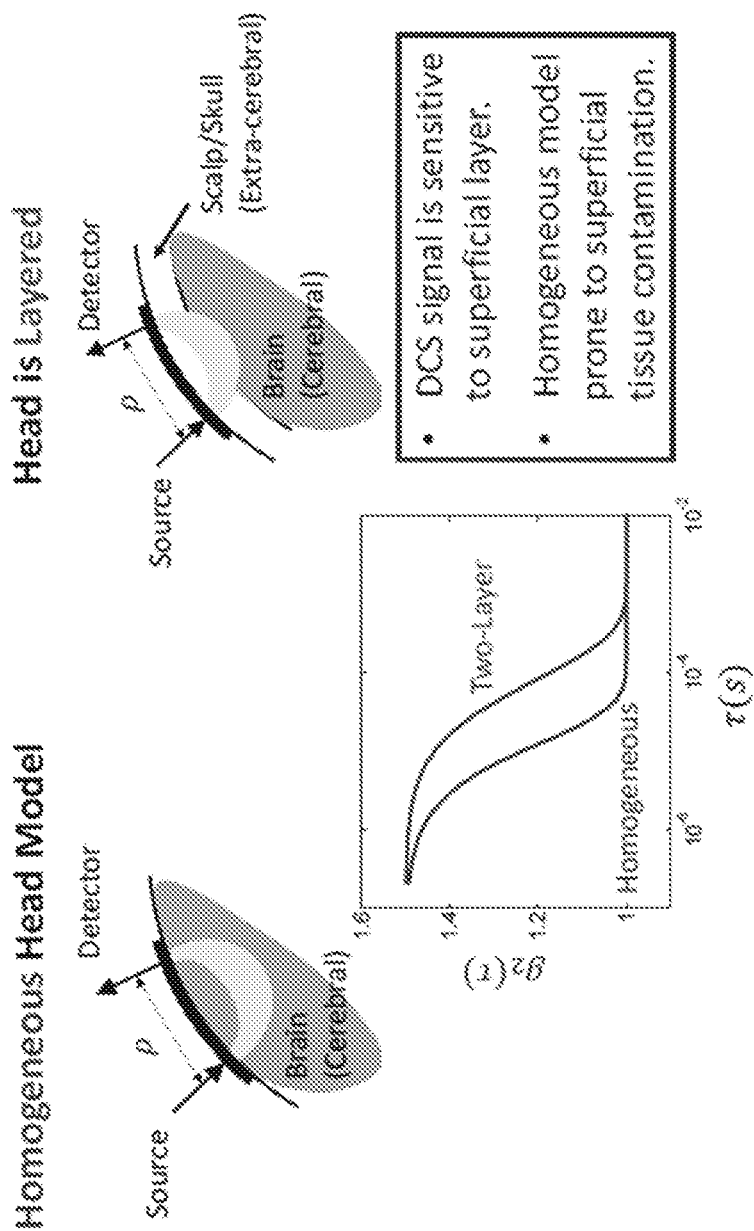 Homogeneous Head Model
Detector
ρ
Source
Brain
(Cerebral)
Head is Layered
Detector
ρ
Source
Scalp/Skull
(Extra-cerebral)
Brain
(Cerebral)
1.6
1.4
1.2
1
g₂(τ)
Two-Layer
Homogeneous
10⁻⁴
τ(s)
• DCS signal is sensitive
to superficial layer.
• Homogeneous model
prone to superficial
tissue contamination.